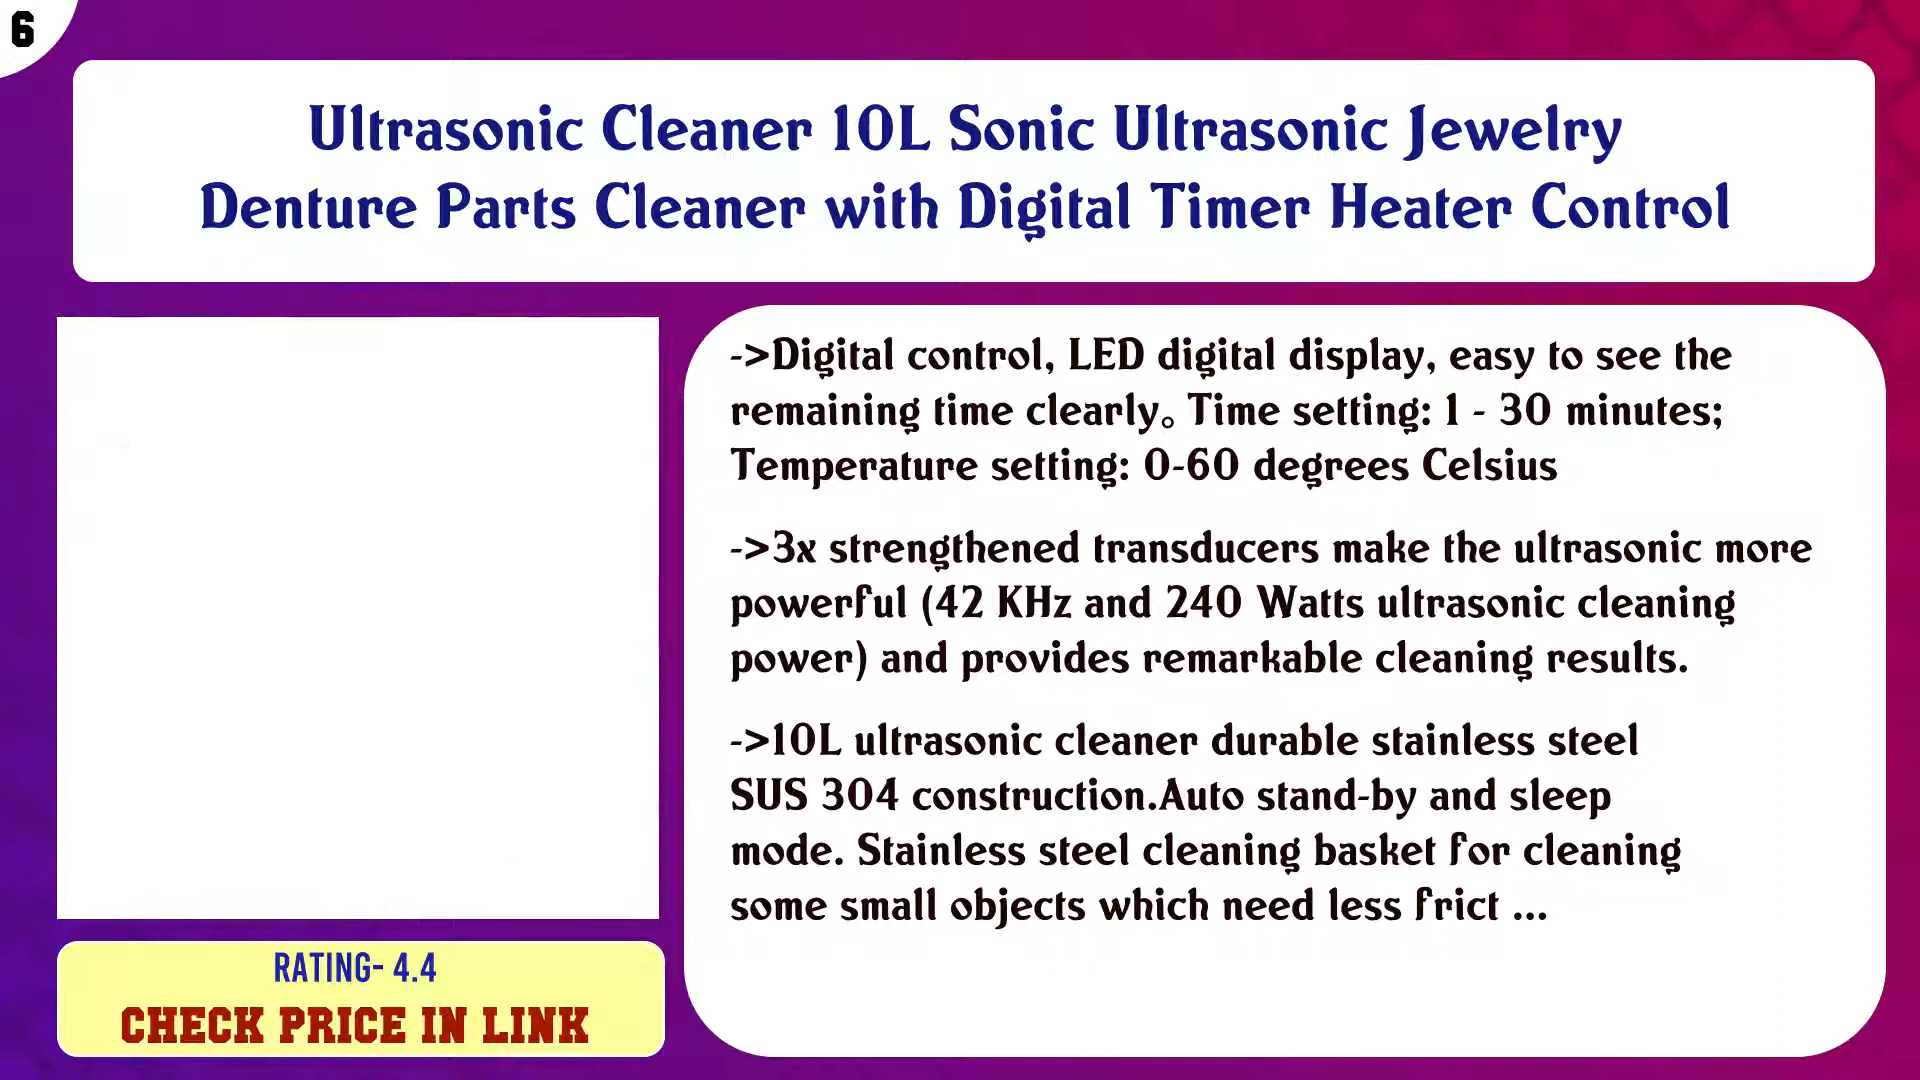 6
Ultrasonic Cleaner 10L Sonic Ultrasonic Jewelry
Denture Parts Cleaner with Digital Timer Heater Control
->Digital control, LED digital display, easy to see the
remaining time clearly。Time setting: 1 - 30 minutes;
Temperature setting: 0-60 degrees Celsius
->3x strengthened transducers make the ultrasonic more
powerful (42 KHz and 240 Watts ultrasonic cleaning
power) and provides remarkable cleaning results.
->10L ultrasonic cleaner durable stainless steel
SUS 304 construction.Auto stand-by and sleep
mode. Stainless steel cleaning basket for cleaning
some small objects which need less frict ...
RATING- 4.4
CHECK PRICE IN LINK